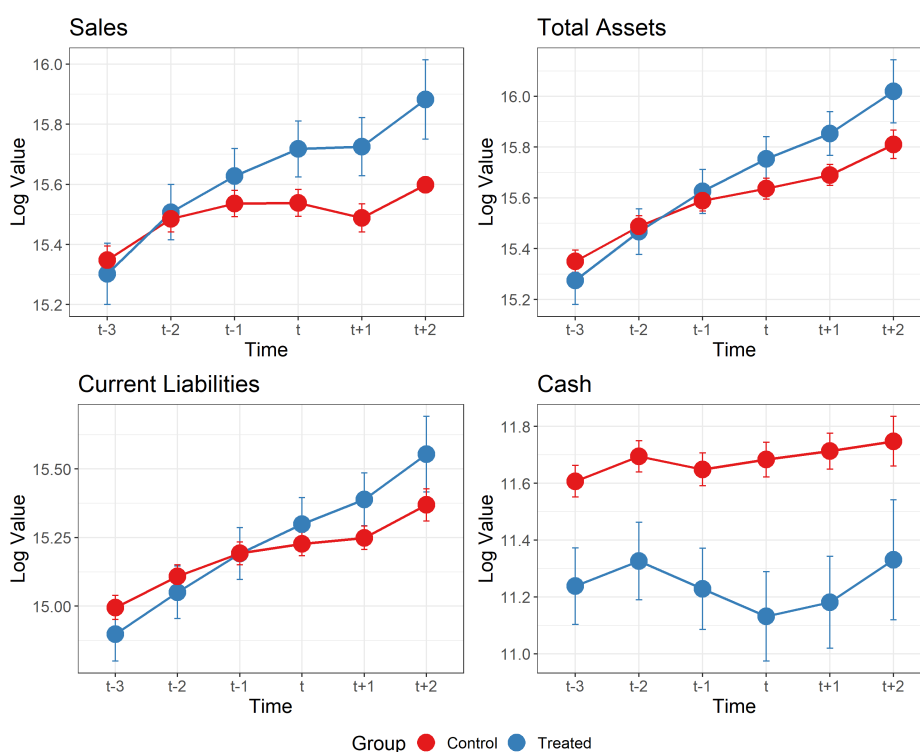 Sales
Log Value
16.0
15.8
15.6
15.4
15.2
t-3 t-2 t-1 t t+1 t+2
Time
Total Assets
Log Value
16.0
15.8
15.6
15.4
15.2
t-3 t-2 t-1 t t+1 t+2
Time
Current Liabilities
Log Value
15.50
15.25
15.00
t-3 t-2 t-1 t t+1 t+2
Time
Cash
Log Value
11.8
11.6
11.4
11.2
11.0
t-3 t-2 t-1 t t+1 t+2
Time
Group Control Treated